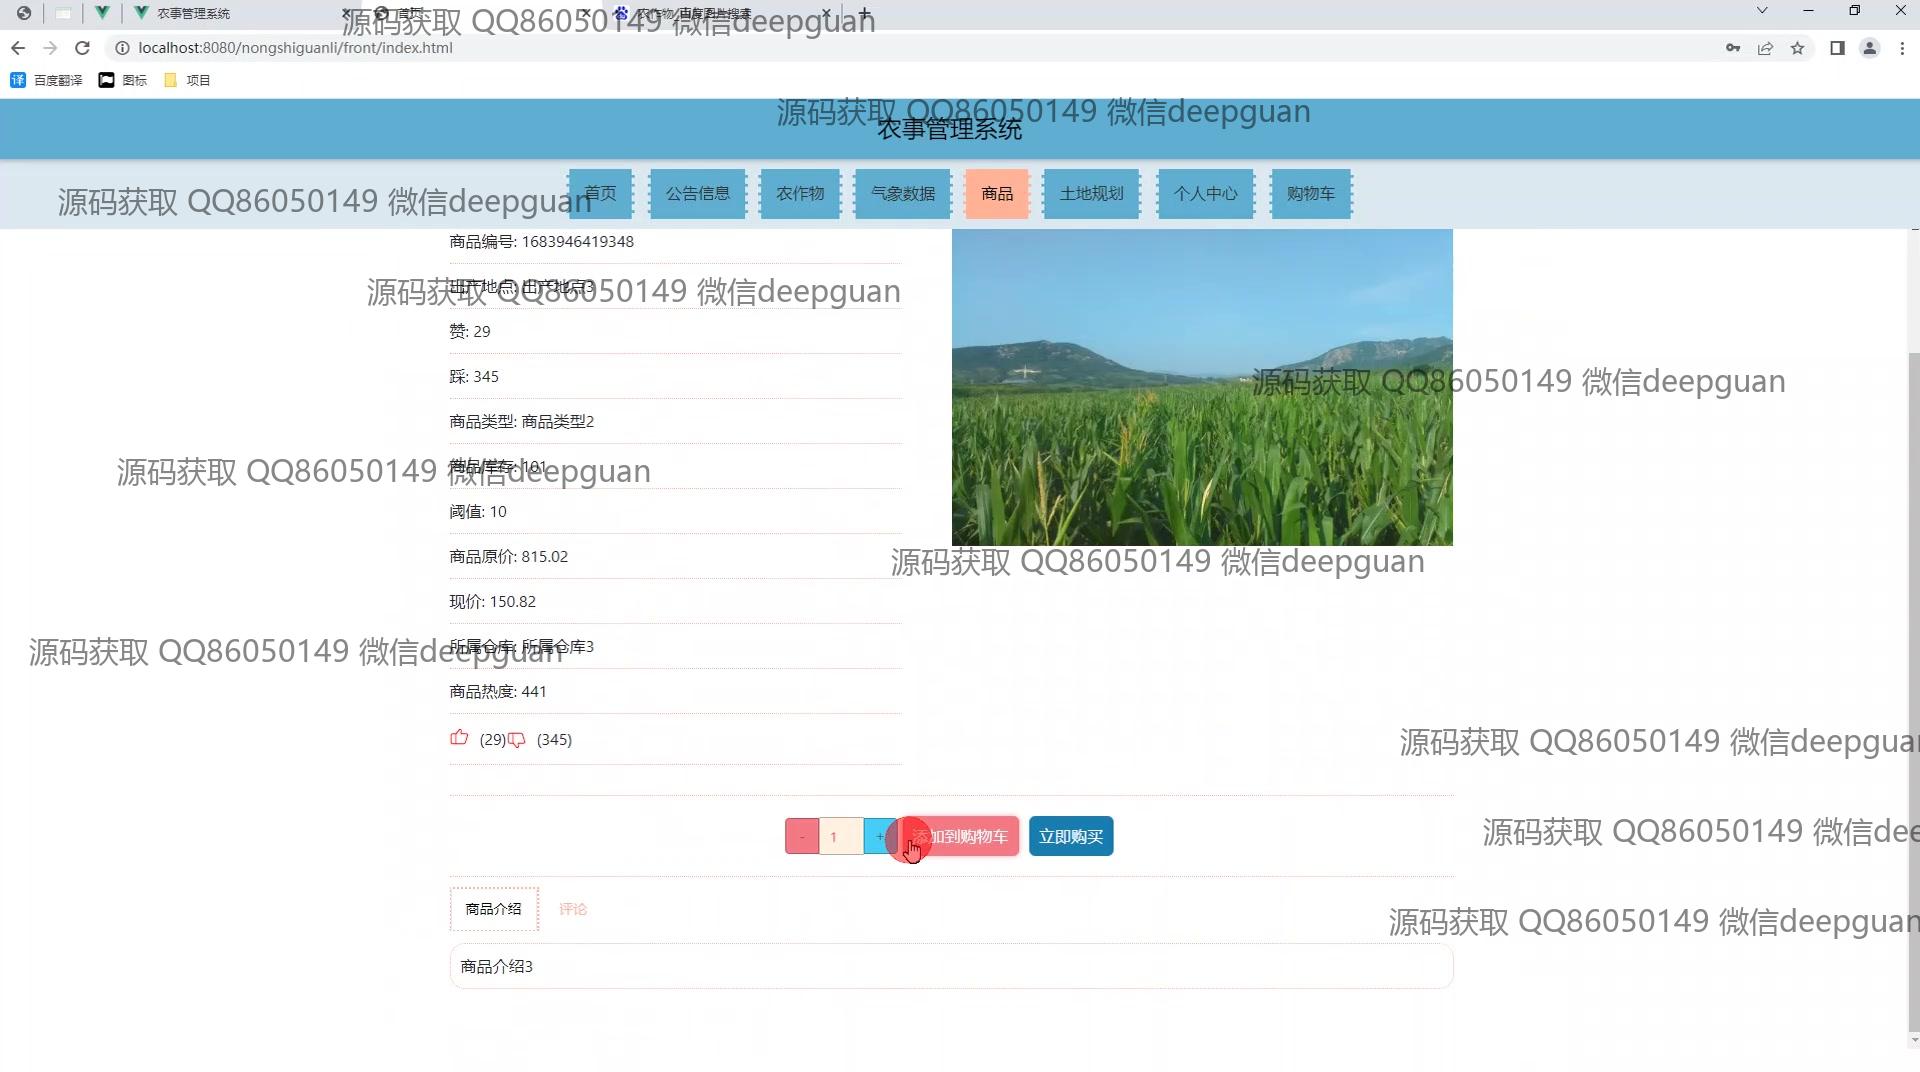 农事管理系统
首页
农作物_百度图片搜索
源码获取 QQ86050149 微信deepguan
localhost:8080/nongshiguanli/front/index.html
百度翻译
图标
项目
源码获取 QQ86050149 微信deepguan
农事管理系统
源码获取 QQ86050149 微信deepguan
首页
公告信息
农作物
气象数据
商品
土地规划
个人中心
购物车
商品编号: 1683946419348
出产地点: 出产地点3
源码获取 QQ86050149 微信deepguan
赞: 29
踩: 345
源码获取 QQ86050149 微信deepguan
商品类型: 商品类型2
商品库存: 101
源码获取 QQ86050149 微信deepguan
阈值: 10
商品原价: 815.02
源码获取 QQ86050149 微信deepguan
现价: 150.82
所属仓库: 所属仓库3
源码获取 QQ86050149 微信deepguan
商品热度: 441
(29) (345)
源码获取 QQ86050149 微信deepguan
- 1 +
添加到购物车
立即购买
源码获取 QQ86050149 微信dee
商品介绍
评论
源码获取 QQ86050149 微信deepguan
商品介绍3